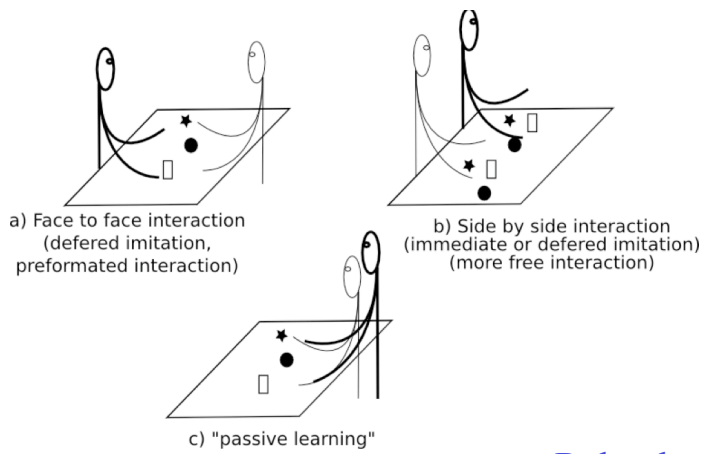 a) Face to face interaction
(defered imitation,
preformated interaction)
b) Side by side interaction
(immediate or defered imitation)
(more free interaction)
c) "passive learning"